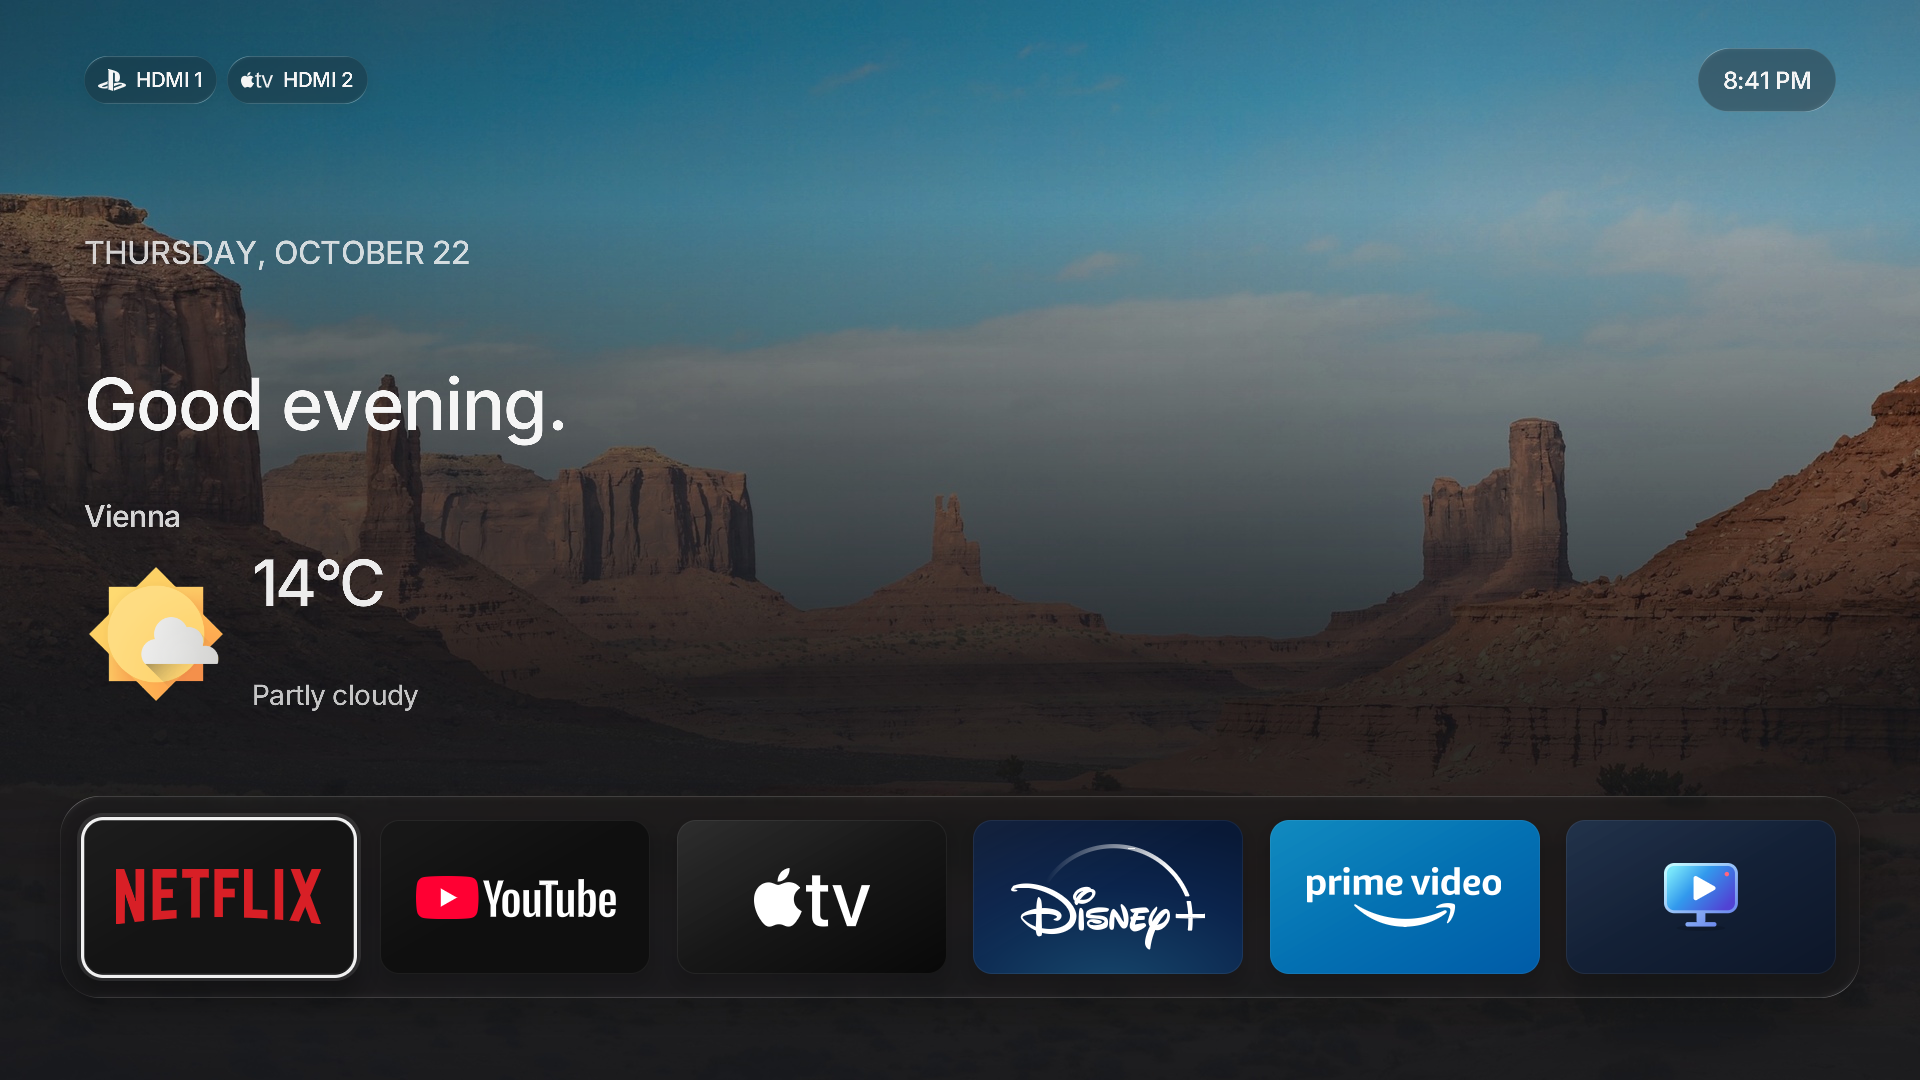 HDMI 1
tv HDMI 2
8:41 PM
THURSDAY, OCTOBER 22
Good evening.
Vienna
14°C
Partly cloudy
NETFLIX
YouTube
tv
Disney+
prime video